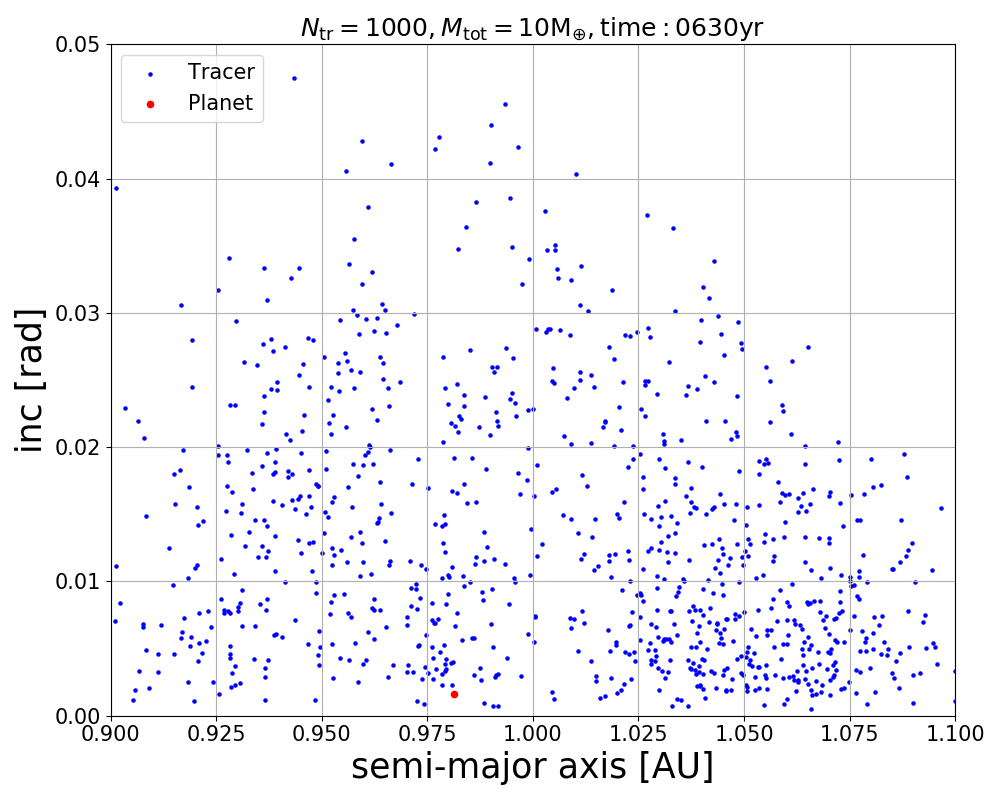 N_tr = 1000, M_tot = 10M_⊕, time : 0630yr
Tracer
Planet
inc [rad]
0.05
0.04
0.03
0.02
0.01
0.00
0.900 0.925 0.950 0.975 1.000 1.025 1.050 1.075 1.100
semi-major axis [AU]